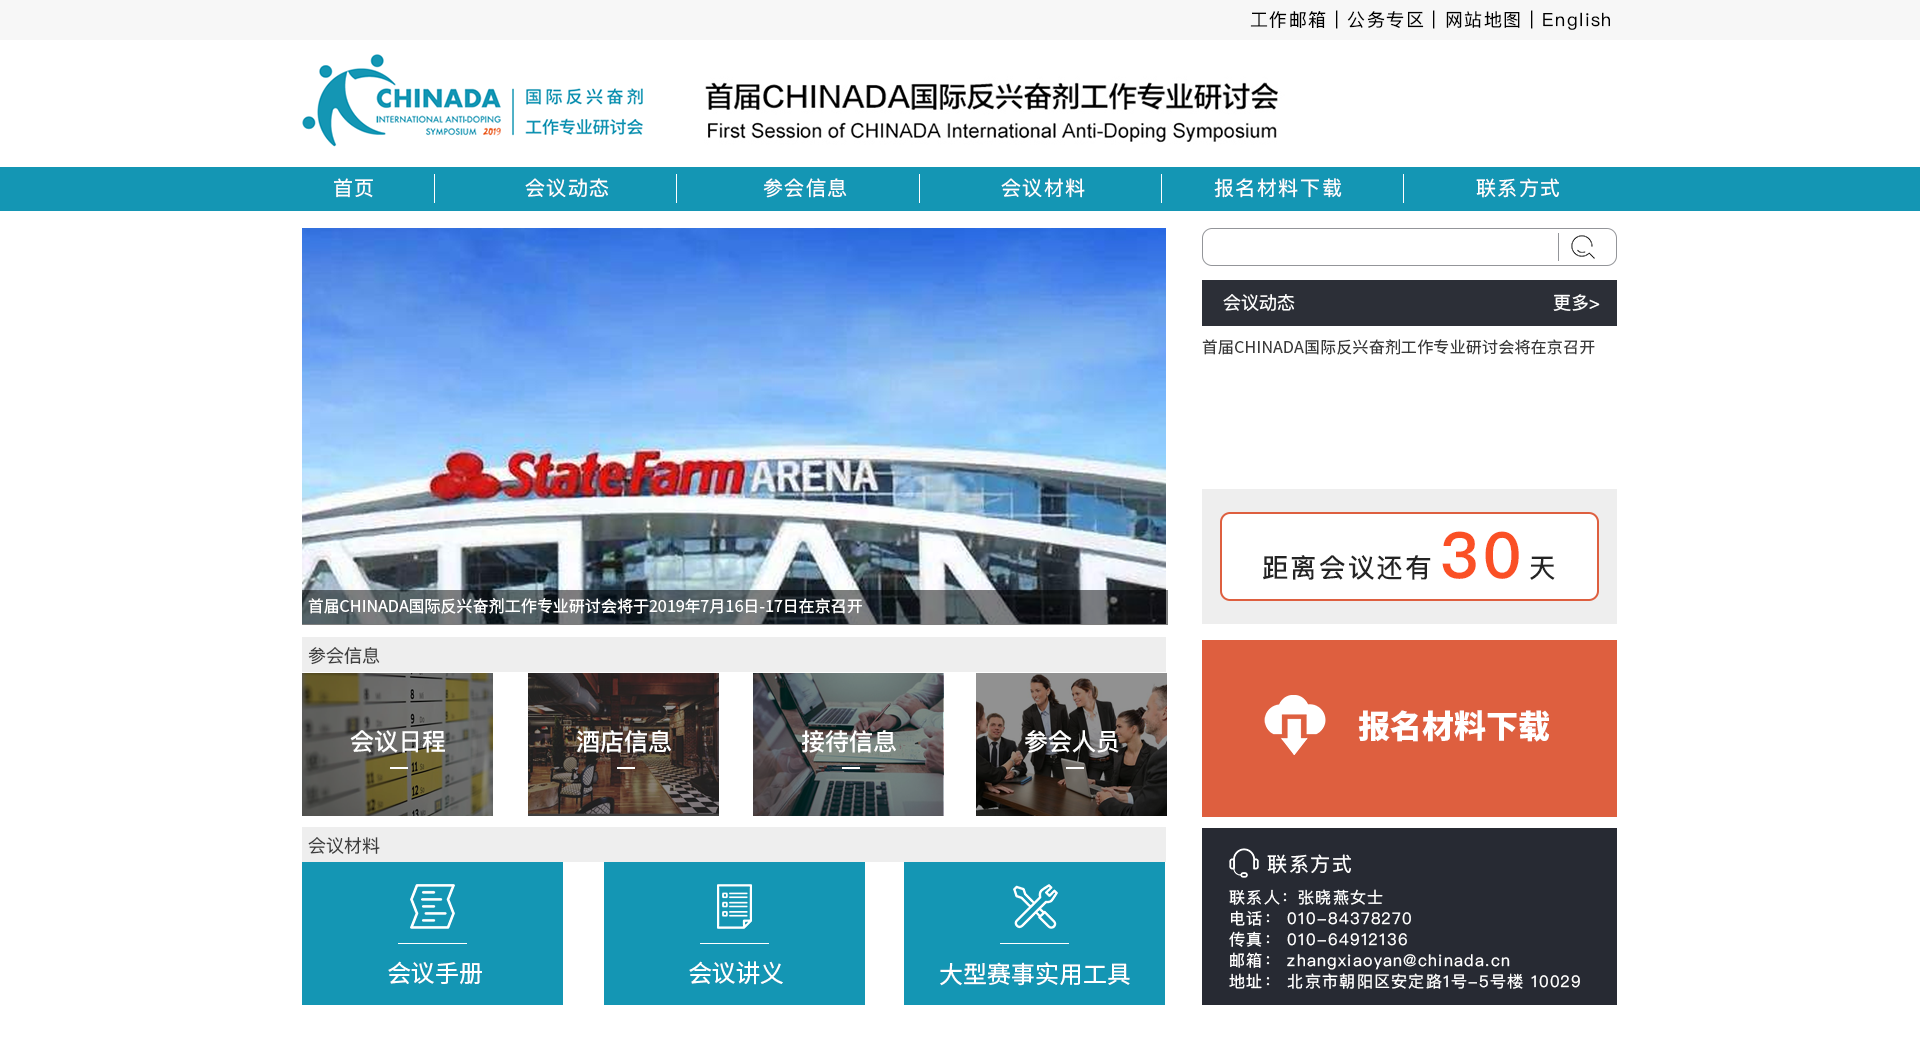 工作邮箱 | 公务专区 | 网站地图 | English
CHINADA
INTERNATIONAL ANTI-DOPING
SYMPOSIUM 2019
国际反兴奋剂
工作专业研讨会
首届CHINADA国际反兴奋剂工作专业研讨会
First Session of CHINADA International Anti-Doping Symposium
首页 会议动态 参会信息 会议材料 报名材料下载 联系方式
StateFarm ARENA
首届CHINADA国际反兴奋剂工作专业研讨会将于2019年7月16日-17日在京召开
会议动态 更多>
首届CHINADA国际反兴奋剂工作专业研讨会将在京召开
距离会议还有 30 天
参会信息
会议日程
酒店信息
接待信息
参会人员
报名材料下载
会议材料
会议手册
会议讲义
大型赛事实用工具
联系方式
联系人：张晓燕女士
电话： 010-84378270
传真： 010-64912136
邮箱： zhangxiaoyan@chinada.cn
地址： 北京市朝阳区安定路1号-5号楼 10029